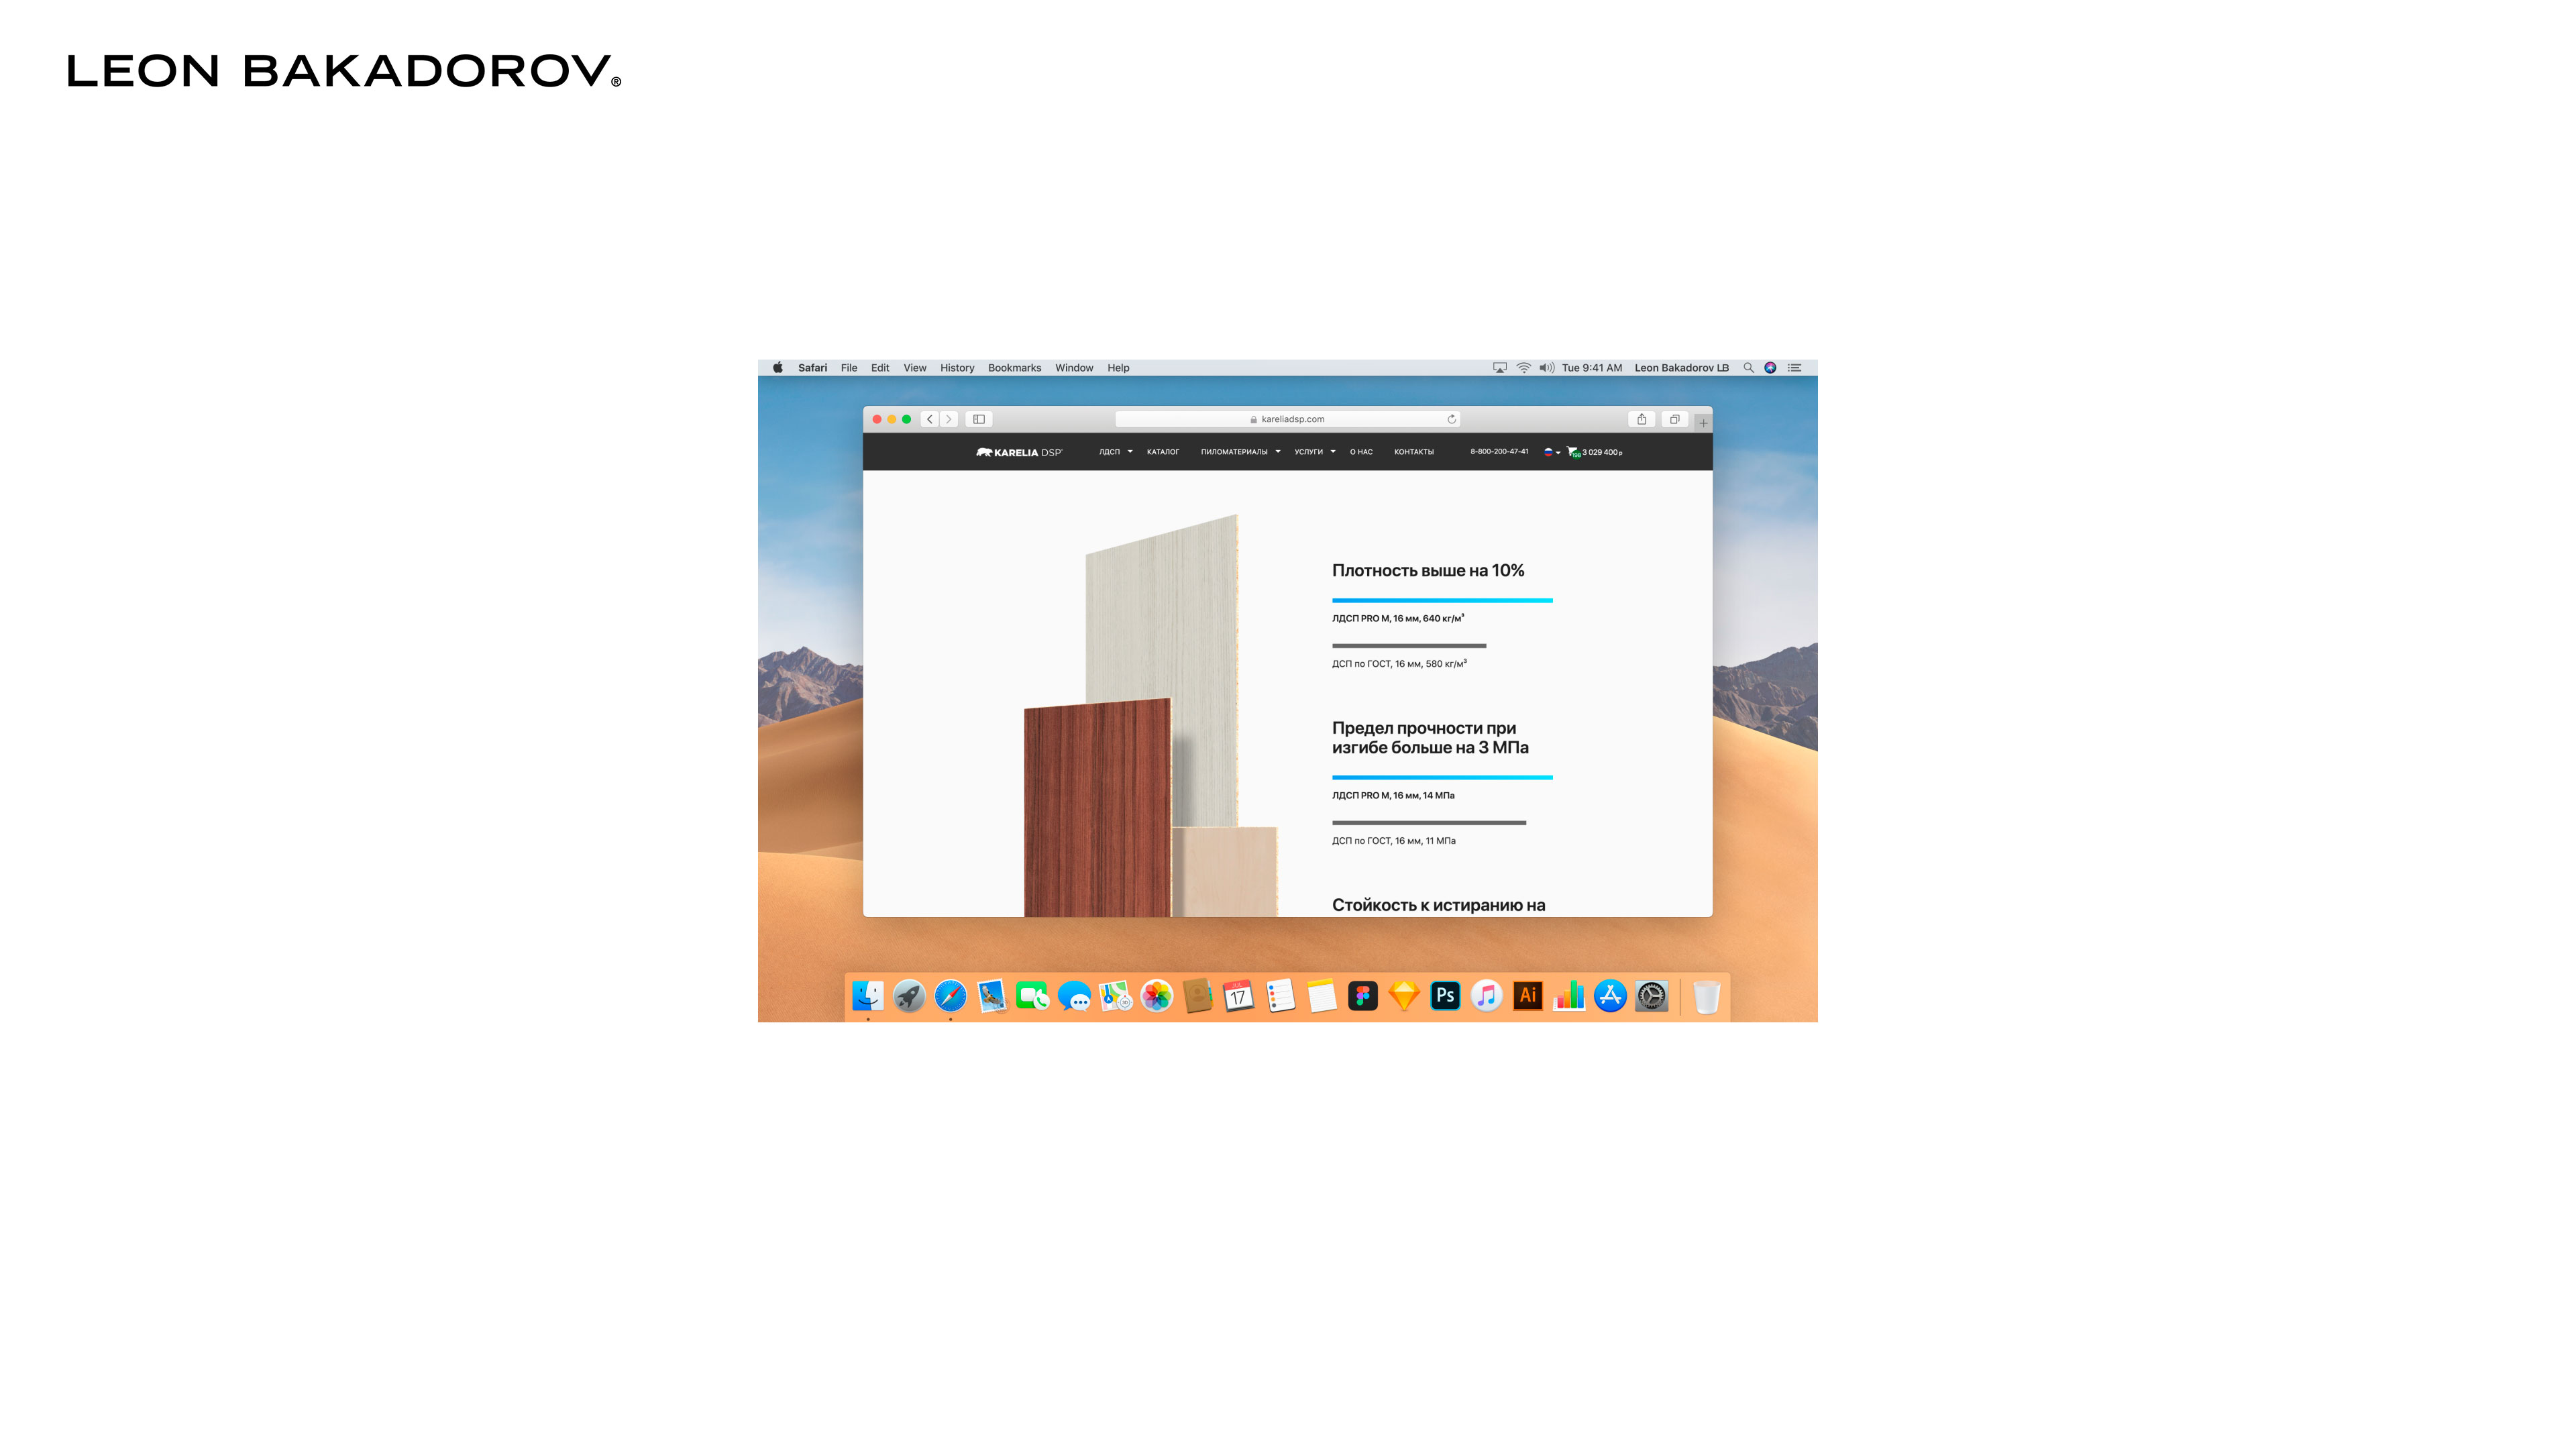 LEON BAKADOROV®
Safari File Edit View History Bookmarks Window Help
Tue 9:41 AM Leon Bakadorov LB
kareliadsp.com
KARELIA DSP
ЛДСП КАТАЛОГ ПИЛОМАТЕРИАЛЫ УСЛУГИ О НАС КОНТАКТЫ 8-800-200-47-41 198 3 029 400 р
Плотность выше на 10%
ЛДСП PRO M, 16 мм, 640 кг/м³
ДСП по ГОСТ, 16 мм, 580 кг/м³
Предел прочности при
изгибе больше на 3 МПа
ЛДСП PRO M, 16 мм, 14 МПа
ДСП по ГОСТ, 16 мм, 11 МПа
Стойкость к истиранию на
JUL
17
Ps
Ai